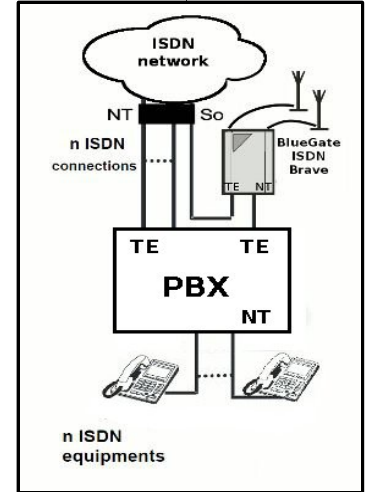 ISDN
network
NT So
n ISDN
connections
BlueGate
ISDN
Brave
TE NT
TE TE
PBX
NT
n ISDN
equipments